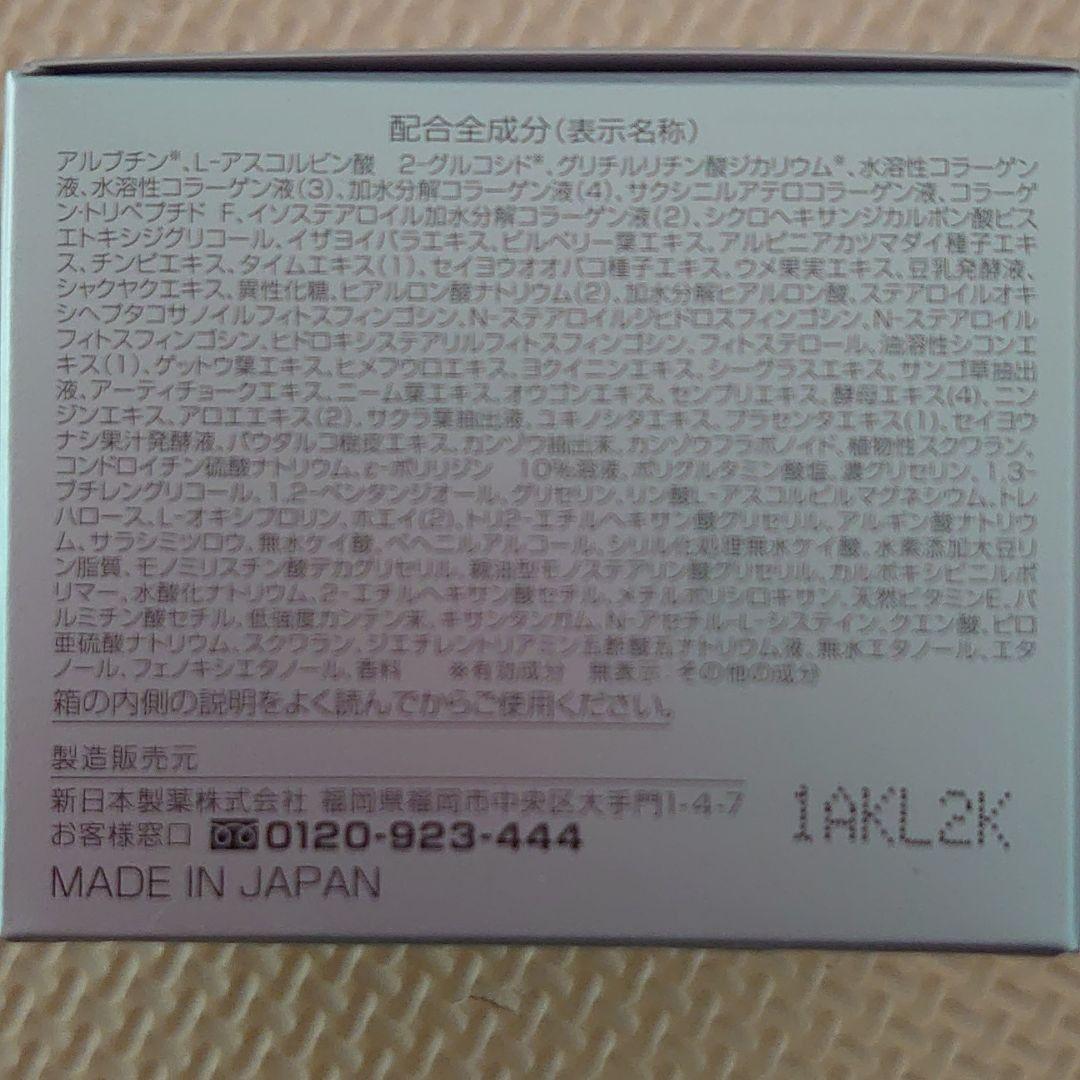 配合全成分(表示名称)
アルブチン※、L-アスコルビン酸 2-グルコシド※、グリチルリチン酸ジカリウム※、水溶性コラーゲン
液、水溶性コラーゲン液(3)、加水分解コラーゲン液(4)、サクシニルアテロコラーゲン液、コラーゲ
ン・トリペプチド F、イソステアロイル加水分解コラーゲン液(2)、シクロヘキサンジカルボン酸ビス
エトキシジグリコール、イザヨイバラエキス、ビルベリー葉エキス、アルピニアカツマダイ種子エキ
ス、チンピエキス、タイムエキス(1)、セイヨウオオバコ種子エキス、ウメ果実エキス、豆乳発酵液、
シャクヤクエキス、異性化糖、ヒアルロン酸ナトリウム(2)、加水分解ヒアルロン酸、ステアロイルオキ
シヘプタコサノイルフィトスフィンゴシン、N-ステアロイルジヒドロスフィンゴシン、N-ステアロイル
フィトスフィンゴシン、ヒドロキシステアリルフィトスフィンゴシン、フィトステロール、油溶性シコンエ
キス(1)、ゲットウ葉エキス、ヒメフウロエキス、ヨクイニンエキス、シーグラスエキス、サンゴ草抽出
液、アーティチョークエキス、ニーム葉エキス、オウゴンエキス、センブリエキス、酵母エキス(4)、ニン
ジンエキス、アロエエキス(2)、サクラ葉抽出液、ユキノシタエキス、プラセンタエキス(1)、セイヨウ
ナシ果汁発酵液、パウダルコ樹皮エキス、カンゾウ抽出末、カンゾウフラボノイド、植物性スクワラン、
コンドロイチン硫酸ナトリウム、ε-ポリリジン 10%溶液、ポリグルタミン酸塩、濃グリセリン、1,3-
ブチレングリコール、1,2-ペンタンジオール、グリセリン、リン酸L-アスコルビルマグネシウム、トレ
ハロース、L-オキシプロリン、ホエイ(2)、トリ2-エチルヘキサン酸グリセリル、アルギン酸ナトリウ
ム、サラシミツロウ、無水ケイ酸、ベヘニルアルコール、シリル化処理無水ケイ酸、水素添加大豆リ
ン脂質、モノミリスチン酸デカグリセリル、親油型モノステアリン酸グリセリル、カルボキシビニルポ
リマー、水酸化ナトリウム、2-エチルヘキサン酸セチル、メチルポリシロキサン、天然ビタミンE、パ
ルミチン酸セチル、低強度カンテン末、キサンタンガム、N-アセチル-L-システイン、クエン酸、ピロ
亜硫酸ナトリウム、スクワラン、ジエチレントリアミン五酢酸五ナトリウム液、無水エタノール、エタ
ノール、フェノキシエタノール、香料 ※有効成分 無表示:その他の成分
箱の内側の説明をよく読んでからご使用ください。
製造販売元
新日本製薬株式会社 福岡県福岡市中央区大手門1-4-7
お客様窓口 0120-923-444
1AKL2K
MADE IN JAPAN